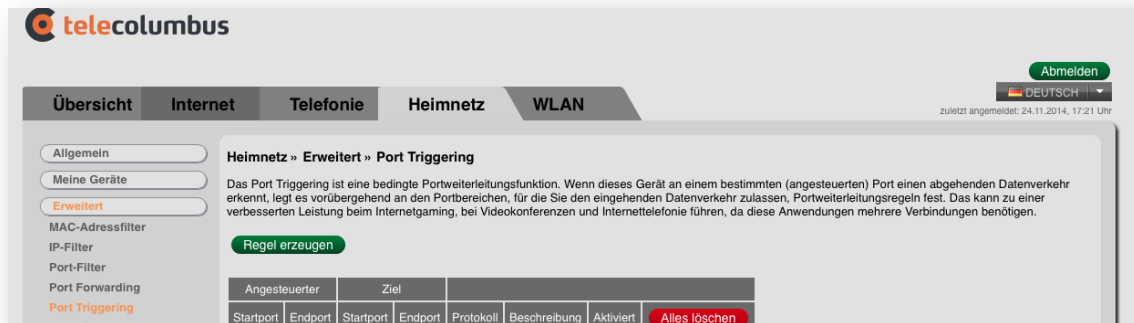 telecolumbus
Abmelden
DEUTSCH
zuletzt angemeldet: 24.11.2014, 17:21 Uhr
Übersicht Internet Telefonie Heimnetz WLAN
Allgemein
Meine Geräte
Erweitert
MAC-Adressfilter
IP-Filter
Port-Filter
Port Forwarding
Port Triggering
Heimnetz » Erweitert » Port Triggering
Das Port Triggering ist eine bedingte Portweiterleitungsfunktion. Wenn dieses Gerät an einem bestimmten (angesteuerten) Port einen abgehenden Datenverkehr
erkennt, legt es vorübergehend an den Portbereichen, für die Sie den eingehenden Datenverkehr zulassen, Portweiterleitungsregeln fest. Das kann zu einer
verbesserten Leistung beim Internetgaming, bei Videokonferenzen und Internettelefonie führen, da diese Anwendungen mehrere Verbindungen benötigen.
Regel erzeugen
Angesteuerter Ziel
Startport Endport Startport Endport Protokoll Beschreibung Aktiviert Alles löschen